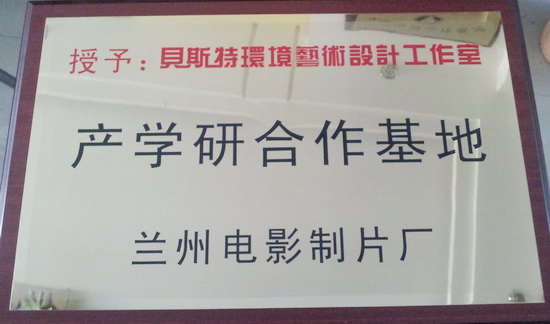 授予：貝斯特環境藝術設計工作室
产学研合作基地
兰州电影制片厂